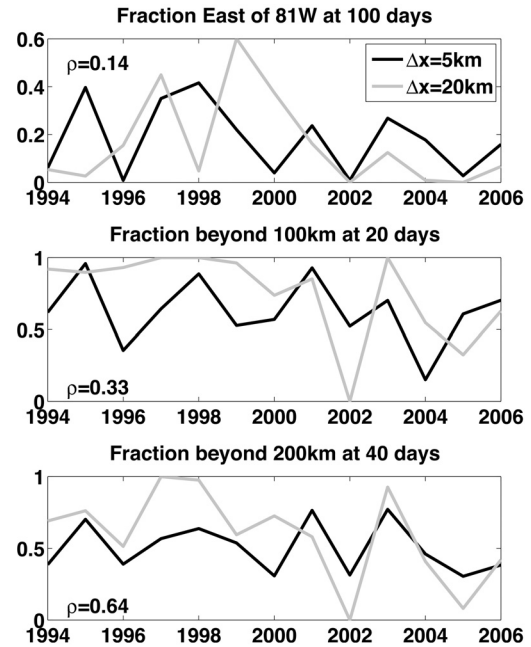 Fraction East of 81W at 100 days
0.6
ρ=0.14
Δx=5km
Δx=20km
0.4
0.2
0
1994 1996 1998 2000 2002 2004 2006
Fraction beyond 100km at 20 days
1
0.5
ρ=0.33
0
1994 1996 1998 2000 2002 2004 2006
Fraction beyond 200km at 40 days
1
0.5
ρ=0.64
0
1994 1996 1998 2000 2002 2004 2006